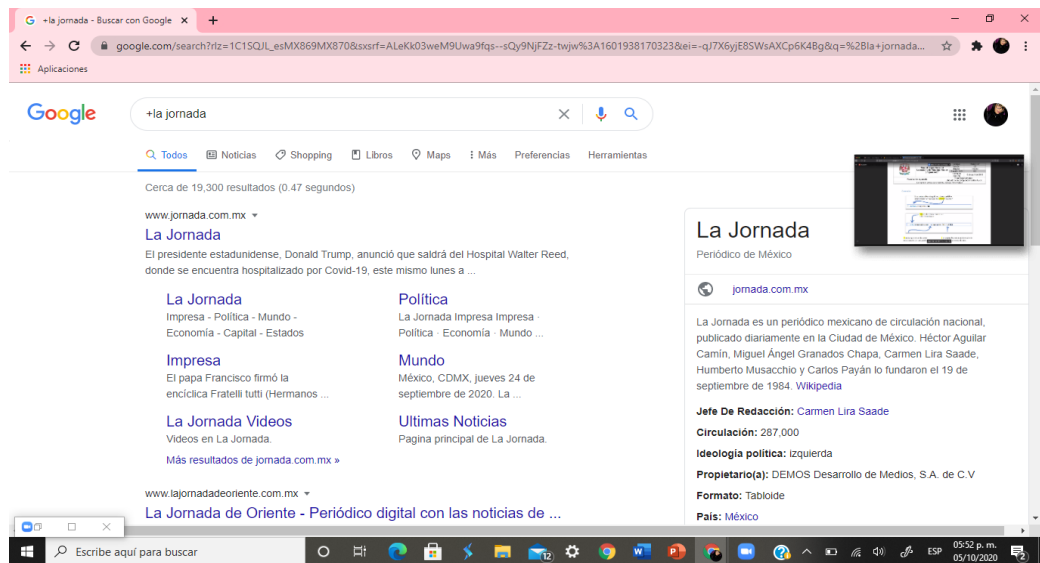 +la jornada - Buscar con Google
google.com/search?rlz=1C1SQJL_esMX869MX870&sxsrf=ALeKk03weM9Uwa9fqs--sQy9NjFZz-twjw%3A1601938170323&ei=-qJ7X6yjE8SWsAXCp6K4Bg&q=%2Bla+jornada...
Aplicaciones
Google
+la jornada
Todos Noticias Shopping Libros Maps Más Preferencias Herramientas
Cerca de 19,300 resultados (0.47 segundos)
www.jornada.com.mx
La Jornada
El presidente estadunidense, Donald Trump, anunció que saldrá del Hospital Walter Reed,
donde se encuentra hospitalizado por Covid-19, este mismo lunes a ...
La Jornada
Impresa - Política - Mundo -
Economía - Capital - Estados
Política
La Jornada Impresa Impresa ·
Política · Economía · Mundo ...
Impresa
El papa Francisco firmó la
encíclica Fratelli tutti (Hermanos ...
Mundo
México, CDMX, jueves 24 de
septiembre de 2020. La ...
La Jornada Videos
Videos en La Jornada.
Ultimas Noticias
Pagina principal de La Jornada.
Más resultados de jornada.com.mx »
www.lajornadadeoriente.com.mx
La Jornada de Oriente - Periódico digital con las noticias de ...
La Jornada
Periódico de México
jornada.com.mx
La Jornada es un periódico mexicano de circulación nacional,
publicado diariamente en la Ciudad de México. Héctor Aguilar
Camín, Miguel Ángel Granados Chapa, Carmen Lira Saade,
Humberto Musacchio y Carlos Payán lo fundaron el 19 de
septiembre de 1984. Wikipedia
Jefe De Redacción: Carmen Lira Saade
Circulación: 287,000
Ideología política: Izquierda
Propietario(a): DEMOS Desarrollo de Medios, S.A. de C.V
Formato: Tabloide
País: México
Escribe aquí para buscar
12
ESP
05:52 p. m.
05/10/2020
2